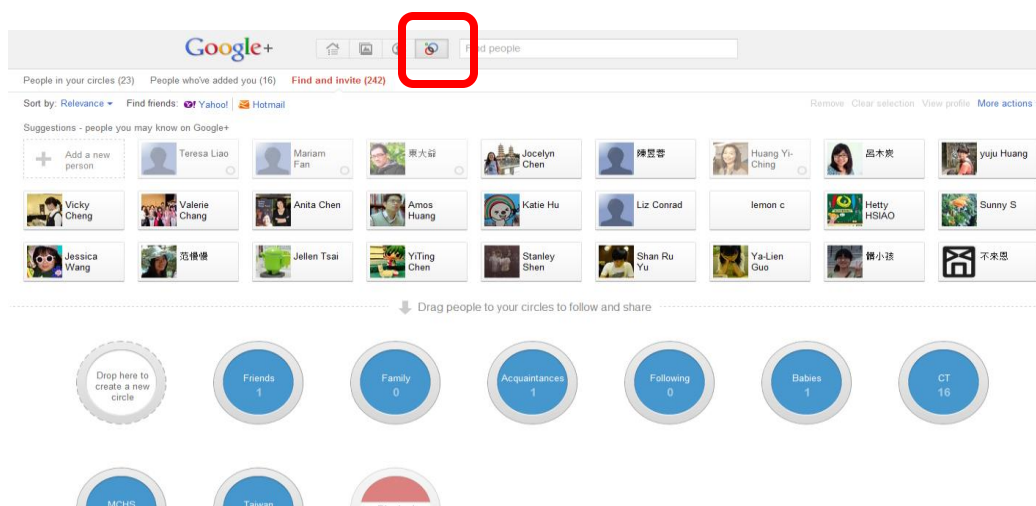 Google+
Find people
People in your circles (23) People who've added you (16) Find and invite (242)
Sort by: Relevance Find friends: Yahoo! Hotmail Remove Clear selection View profile More actions
Suggestions - people you may know on Google+
Add a new person
Teresa Liao
Mariam Fan
東大爺
Jocelyn Chen
陳昱蓉
Huang Yi-Ching
呂木炭
yuju Huang
Vicky Cheng
Valerie Chang
Anita Chen
Amos Huang
Katie Hu
Liz Conrad
lemon c
Hetty HSIAO
Sunny S
Jessica Wang
范慢慢
Jellen Tsai
YiTing Chen
Stanley Shen
Shan Ru Yu
Ya-Lien Guo
髒小孩
不來恩
Drag people to your circles to follow and share
Drop here to create a new circle
Friends
1
Family
0
Acquaintances
1
Following
0
Babies
1
CT
16
MCHS
Taiwan